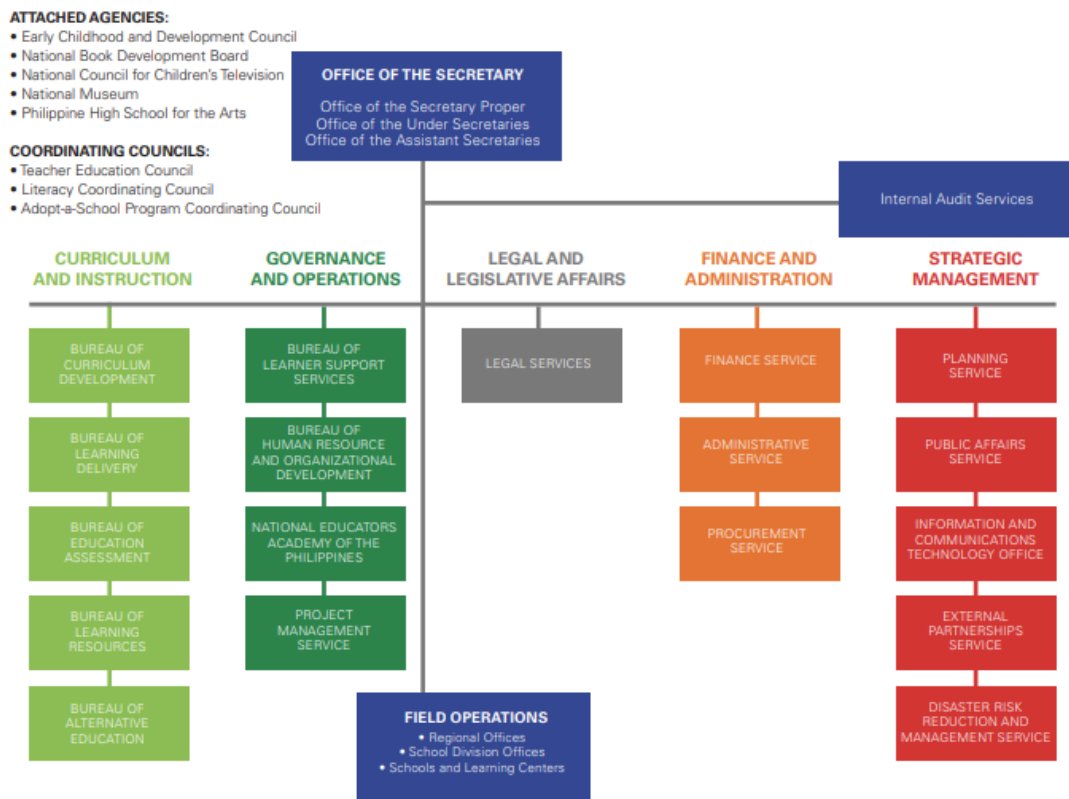 ATTACHED AGENCIES:
• Early Childhood and Development Council
• National Book Development Board
• National Council for Children's Television
• National Museum
• Philippine High School for the Arts
COORDINATING COUNCILS:
• Teacher Education Council
• Literacy Coordinating Council
• Adopt-a-School Program Coordinating Council
OFFICE OF THE SECRETARY
Office of the Secretary Proper
Office of the Under Secretaries
Office of the Assistant Secretaries
Internal Audit Services
CURRICULUM
AND INSTRUCTION
BUREAU OF
CURRICULUM
DEVELOPMENT
BUREAU OF
LEARNING
DELIVERY
BUREAU OF
EDUCATION
ASSESSMENT
BUREAU OF
LEARNING
RESOURCES
BUREAU OF
ALTERNATIVE
EDUCATION
GOVERNANCE
AND OPERATIONS
BUREAU OF
LEARNER SUPPORT
SERVICES
BUREAU OF
HUMAN RESOURCE
AND ORGANIZATIONAL
DEVELOPMENT
NATIONAL EDUCATORS
ACADEMY OF THE
PHILIPPINES
PROJECT
MANAGEMENT
SERVICE
LEGAL AND
LEGISLATIVE AFFAIRS
LEGAL SERVICES
FINANCE AND
ADMINISTRATION
FINANCE SERVICE
ADMINISTRATIVE
SERVICE
PROCUREMENT
SERVICE
STRATEGIC
MANAGEMENT
PLANNING
SERVICE
PUBLIC AFFAIRS
SERVICE
INFORMATION AND
COMMUNICATIONS
TECHNOLOGY OFFICE
EXTERNAL
PARTNERSHIPS
SERVICE
DISASTER RISK
REDUCTION AND
MANAGEMENT SERVICE
FIELD OPERATIONS
• Regional Offices
• School Division Offices
• Schools and Learning Centers